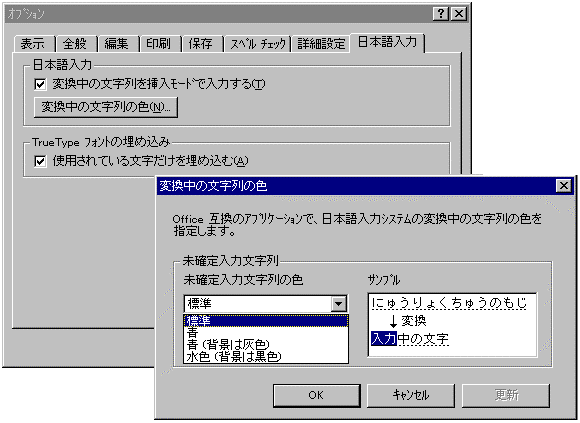 ｵﾌﾟｼｮﾝ
表示 全般 編集 印刷 保存 ｽﾍﾟﾙ ﾁｪｯｸ 詳細設定 日本語入力
日本語入力
変換中の文字列を挿入ﾓｰﾄﾞで入力する(T)
変換中の文字列の色(N)...
TrueType ﾌｫﾝﾄの埋め込み
使用されている文字だけを埋め込む(A)
変換中の文字列の色
Office 互換のｱﾌﾟﾘｹｰｼｮﾝで、日本語入力ｼｽﾃﾑの変換中の文字列の色を
指定します。
未確定入力文字列
未確定入力文字列の色
標準
標準
青
青 (背景は灰色)
水色 (背景は黒色)
ｻﾝﾌﾟﾙ
にゅうりょくちゅうのもじ
↓変換
入力中の文字
OK ｷｬﾝｾﾙ 更新